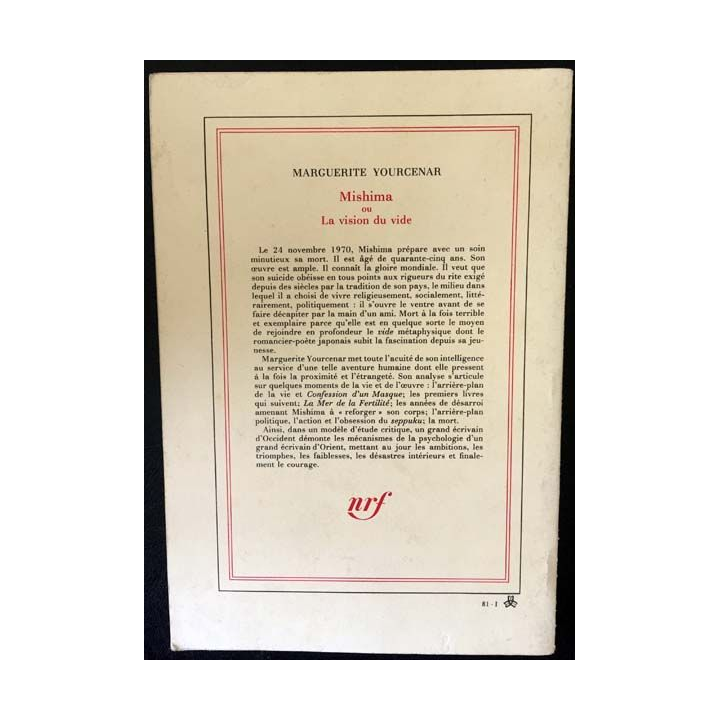 MARGUERITE YOURCENAR
Mishima
ou
La vision du vide
Le 24 novembre 1970, Mishima prépare avec un soin
minutieux sa mort. Il est âgé de quarante-cinq ans. Son
œuvre est ample. Il connaît la gloire mondiale. Il veut que
son suicide obéisse en tous points aux rigueurs du rite exigé
depuis des siècles par la tradition de son pays, le milieu dans
lequel il a choisi de vivre religieusement, socialement, litté-
rairement, politiquement : il s'ouvre le ventre avant de se
faire décapiter par la main d'un ami. Mort à la fois terrible
et exemplaire parce qu'elle est en quelque sorte le moyen
de rejoindre en profondeur le vide métaphysique dont le
romancier-poète japonais subit la fascination depuis sa jeu-
nesse.
Marguerite Yourcenar met toute l'acuité de son intelligence
au service d'une telle aventure humaine dont elle pressent
à la fois la proximité et l'étrangeté. Son analyse s'articule
sur quelques moments de la vie et de l'œuvre : l'arrière-plan
de la vie et Confession d'un Masque; les premiers livres
qui suivent; La Mer de la Fertilité; les années de désarroi
amenant Mishima à « reforger » son corps; l'arrière-plan
politique, l'action et l'obsession du seppuku; la mort.
Ainsi, dans un modèle d'étude critique, un grand écrivain
d'Occident démonte les mécanismes de la psychologie d'un
grand écrivain d'Orient, mettant au jour les ambitions, les
triomphes, les faiblesses, les désastres intérieurs et finale-
ment le courage.
nrf
81-I